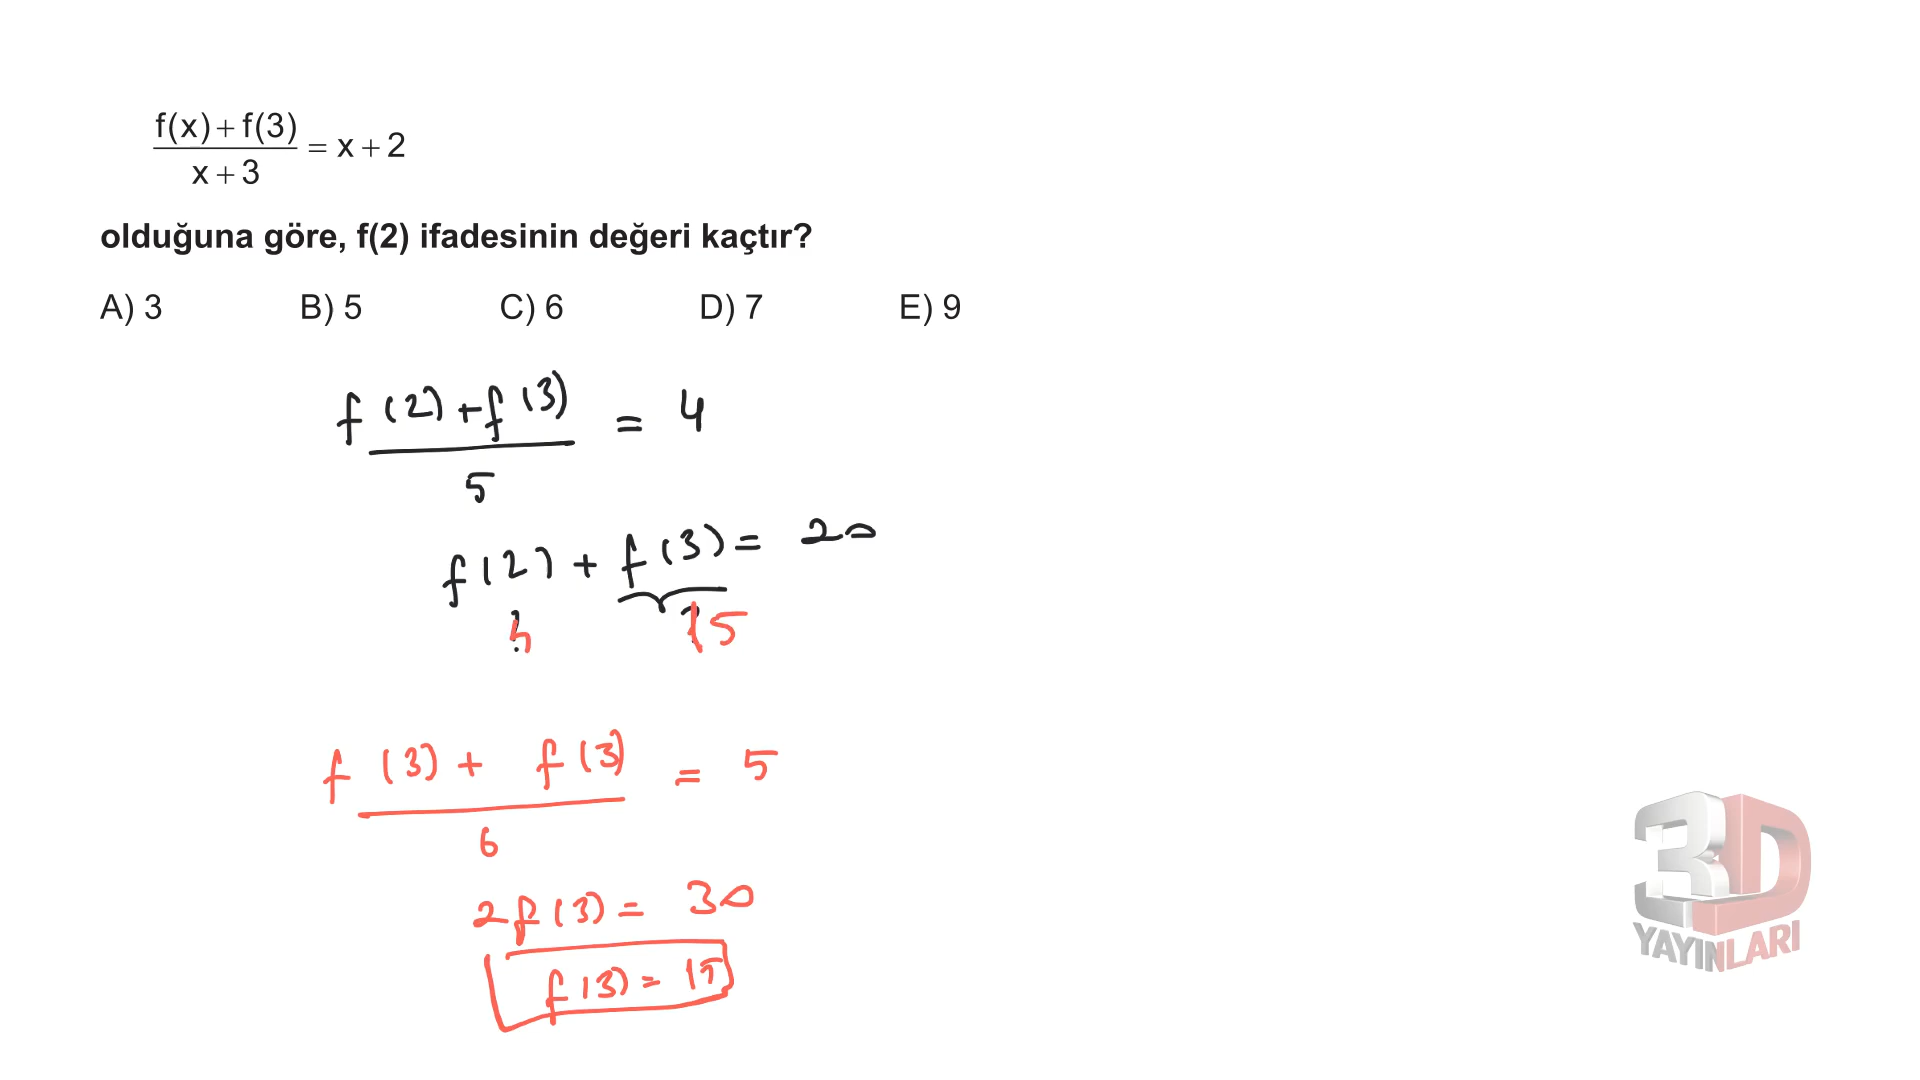 f(x) + f(3)
/ x + 3 = x + 2
olduğuna göre, f(2) ifadesinin değeri kaçtır?
A) 3 B) 5 C) 6 D) 7 E) 9
f(2) + f(3)
/ 5 = 4
f(2) + f(3) = 20
15
f(3) + f(3)
/ 6 = 5
2f(3) = 30
f(3) = 15
3D
YAYINLARI